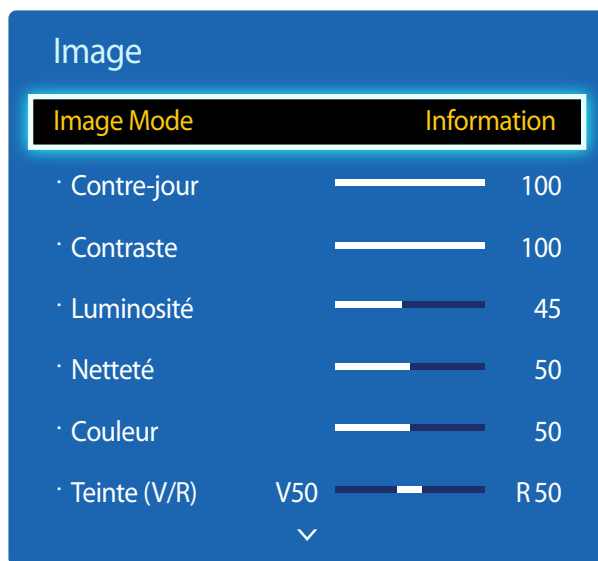 Image
Image Mode Information
· Contre-jour 100
· Contraste 100
· Luminosité 45
· Netteté 50
· Couleur 50
· Teinte (V/R) V50 R50